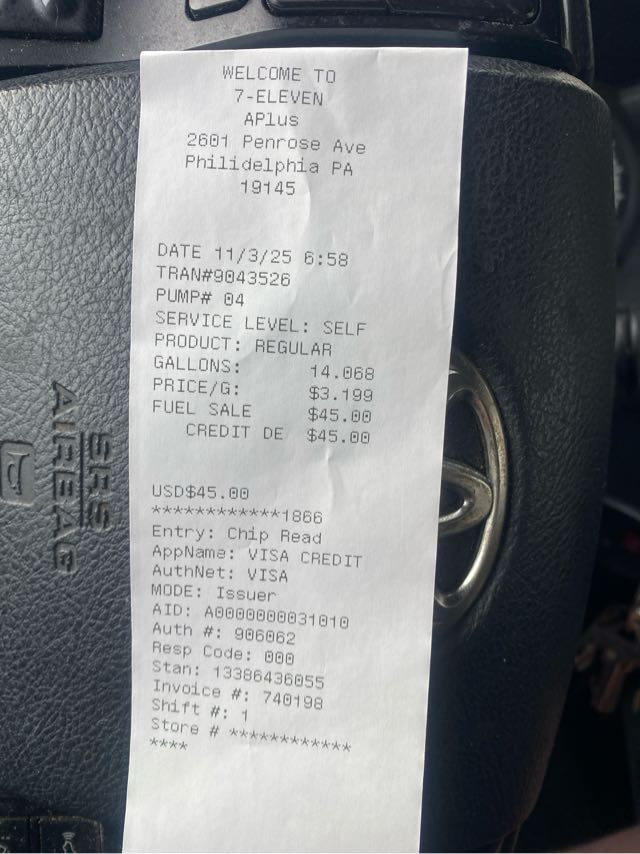 WELCOME TO
7-ELEVEN
APlus
2601 Penrose Ave
Philidelphia PA
19145
DATE 11/3/25 6:58
TRAN#9043526
PUMP# 04
SERVICE LEVEL: SELF
PRODUCT: REGULAR
GALLONS: 14.068
PRICE/G: $3.199
FUEL SALE $45.00
CREDIT DE $45.00
USD$45.00
************1866
Entry: Chip Read
AppName: VISA CREDIT
AuthNet: VISA
MODE: Issuer
AID: A0000000031010
Auth #: 906062
Resp Code: 000
Stan: 13386436055
Invoice #: 740198
Shift #: 1
Store # ************
****
SRS
AIRBAG